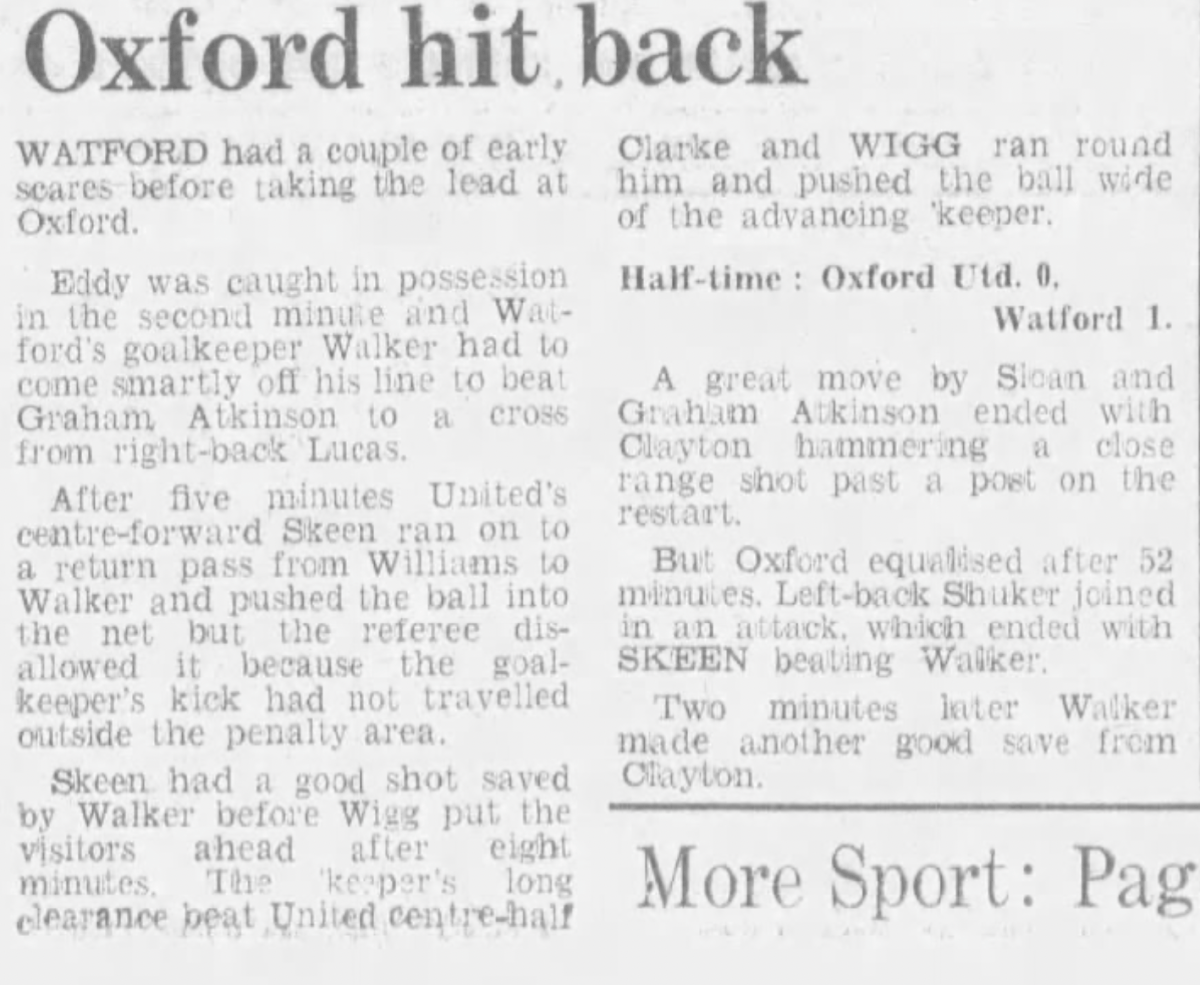 Oxford hit back
WATFORD had a couple of early
scares before taking the lead at
Oxford.
Eddy was caught in possession
in the second minute and Wat-
ford's goalkeeper Walker had to
come smartly off his line to beat
Graham Atkinson to a cross
from right-back Lucas.
After five minutes United's
centre-forward Skeen ran on to
a return pass from Williams to
Walker and pushed the ball into
the net but the referee dis-
allowed it because the goal-
keeper's kick had not travelled
outside the penalty area.
Skeen had a good shot saved
by Walker before Wigg put the
visitors ahead after eight
minutes. The 'keeper's long
clearance beat United centre-half
Clarke and WIGG ran round
him and pushed the ball wide
of the advancing 'keeper.
Half-time : Oxford Utd. 0,
Watford 1.
A great move by Sloan and
Graham Atkinson ended with
Clayton hammering a close
range shot past a post on the
restart.
But Oxford equalised after 52
minutes. Left-back Shuker joined
in an attack, which ended with
SKEEN beating Walker.
Two minutes later Walker
made another good save from
Clayton.
More Sport: Pag